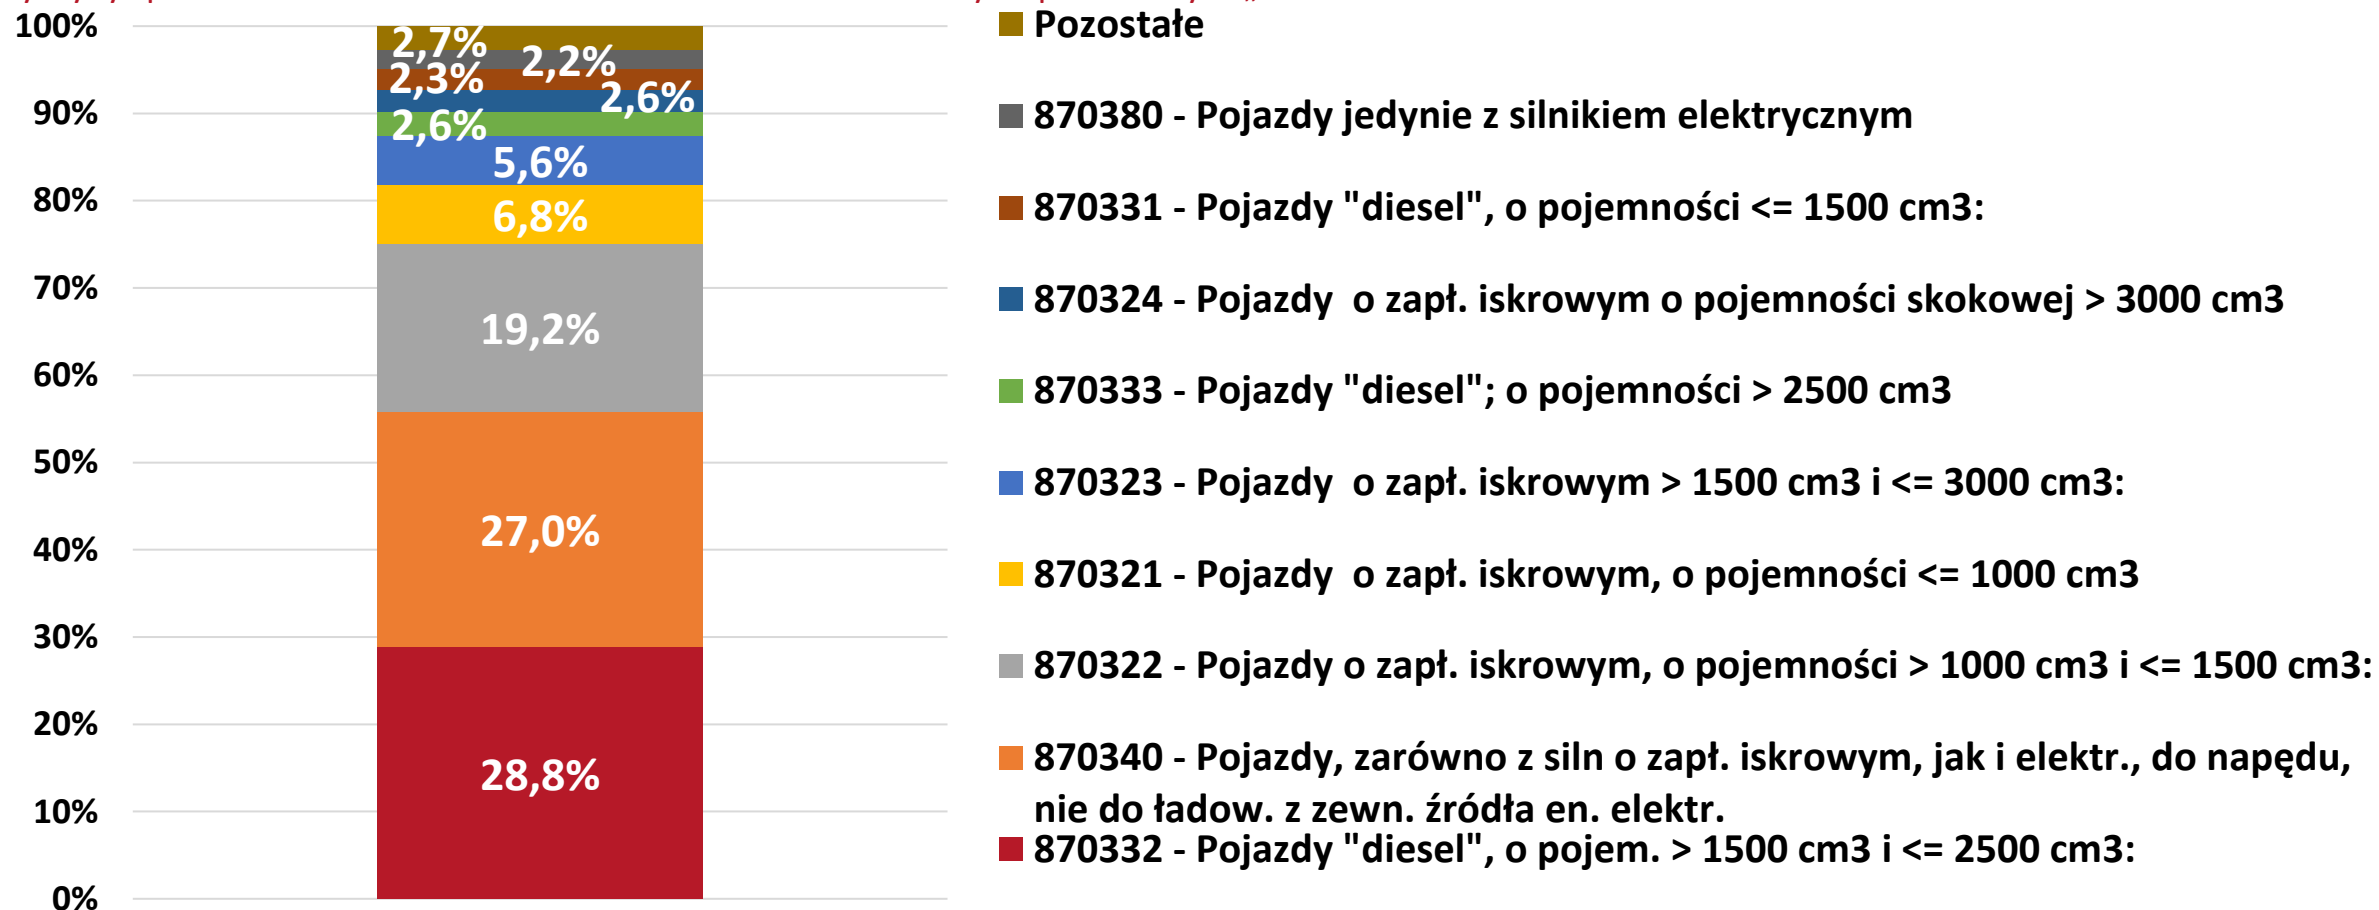 100%
90%
80%
70%
60%
50%
40%
30%
20%
10%
0%
2,7%
2,2%
2,3%
2,6%
2,6%
5,6%
6,8%
19,2%
27,0%
28,8%
Pozostałe
870380 - Pojazdy jedynie z silnikiem elektrycznym
870331 - Pojazdy "diesel", o pojemności <= 1500 cm3:
870324 - Pojazdy  o zapł. iskrowym o pojemności skokowej > 3000 cm3
870333 - Pojazdy "diesel"; o pojemności > 2500 cm3
870323 - Pojazdy  o zapł. iskrowym > 1500 cm3 i <= 3000 cm3:
870321 - Pojazdy  o zapł. iskrowym, o pojemności <= 1000 cm3
870322 - Pojazdy o zapł. iskrowym, o pojemności > 1000 cm3 i <= 1500 cm3:
870340 - Pojazdy, zarówno z siln o zapł. iskrowym, jak i elektr., do napędu,
nie do ładow. z zewn. źródła en. elektr.
870332 - Pojazdy "diesel", o pojem. > 1500 cm3 i <= 2500 cm3: